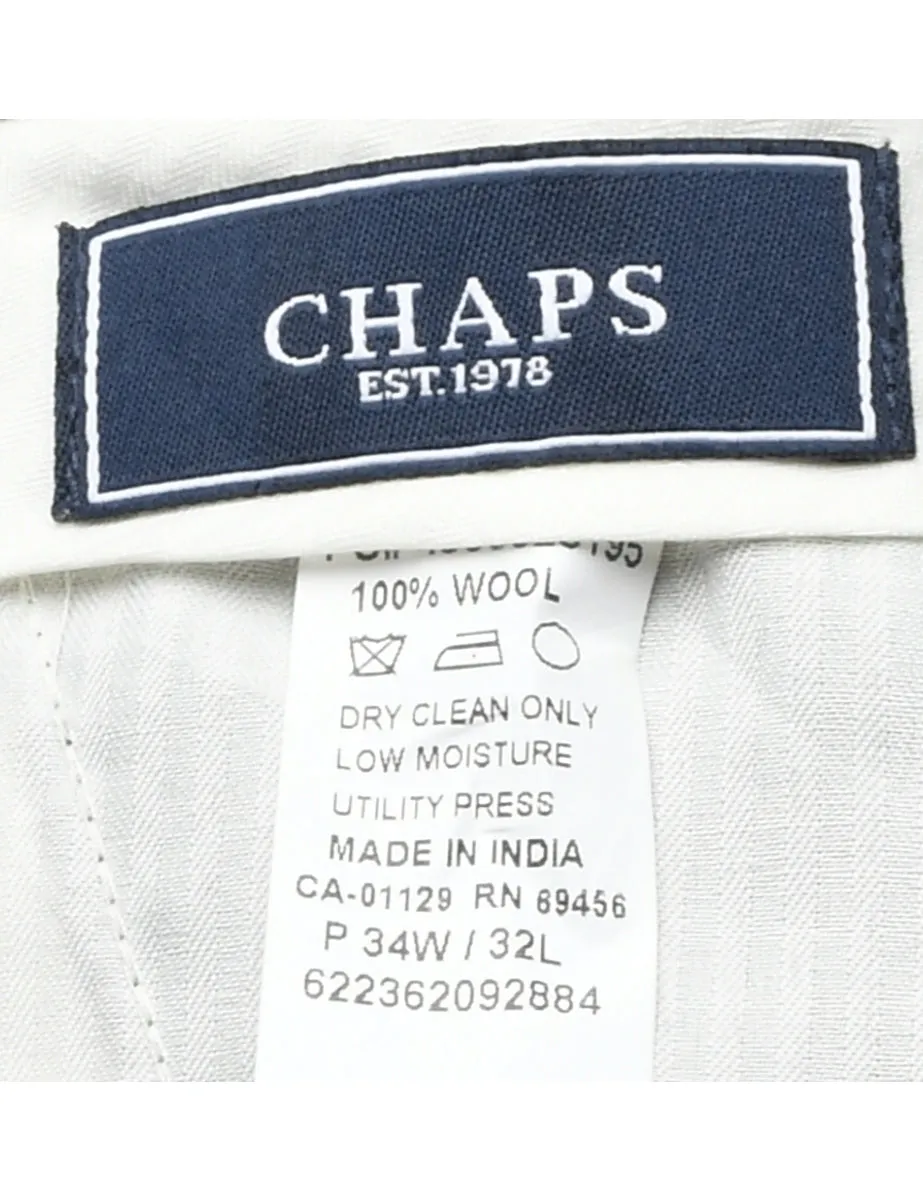 CHAPS
EST.1978
100% WOOL
DRY CLEAN ONLY
LOW MOISTURE
UTILITY PRESS
MADE IN INDIA
CA-01129 RN 69456
P 34W / 32L
622362092884